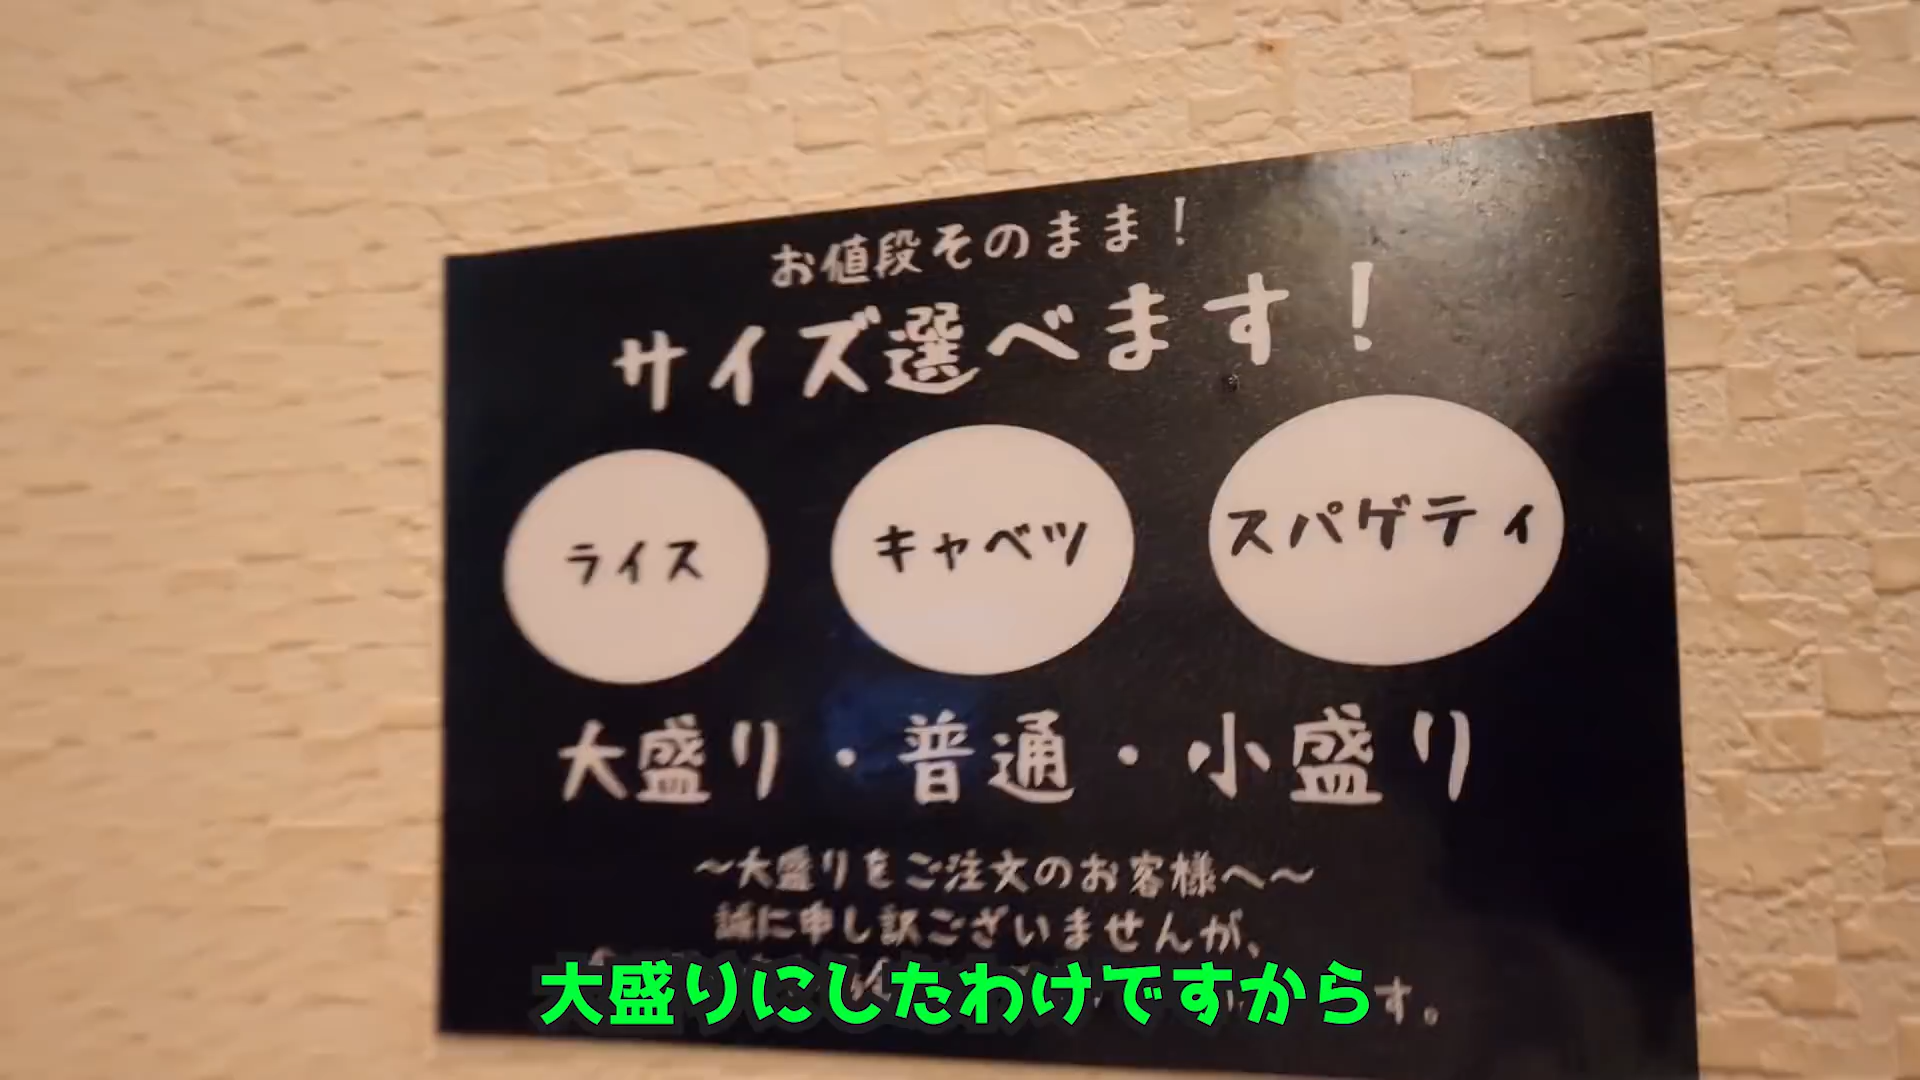 お値段そのまま！
サイズ選べます！
ライス
キャベツ
スパゲティ
大盛り・普通・小盛り
～大盛りをご注文のお客様へ～
誠に申し訳ございませんが、
す。
大盛りにしたわけですから